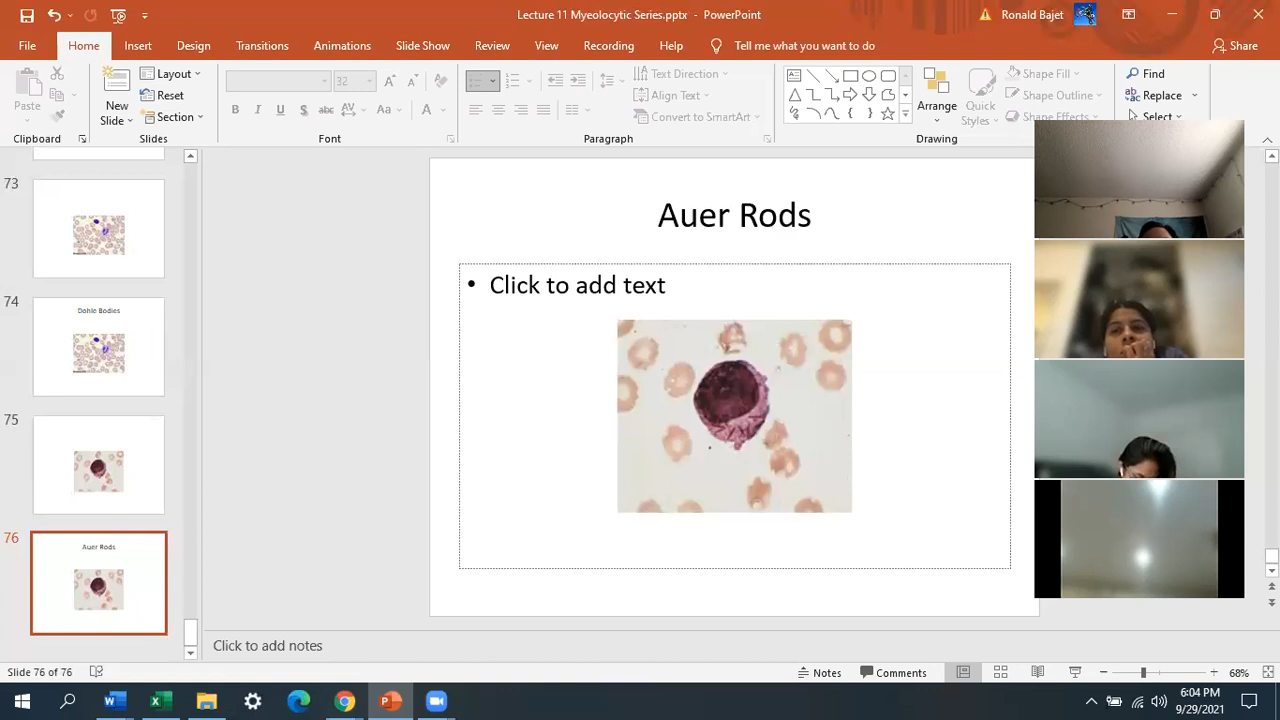 Lecture 11 Myeolocytic Series.pptx - PowerPoint
Ronald Bajet
File
Home
Insert
Design
Transitions
Animations
Slide Show
Review
View
Recording
Help
Tell me what you want to do
Share
Paste
Clipboard
New
Slide
Layout
Reset
Section
Slides
32
B
I
U
S
abc
AV
Aa
A
Font
Text Direction
Align Text
Convert to SmartArt
Paragraph
Arrange
Quick
Styles
Shape Fill
Shape Outline
Shape Effects
Drawing
Find
Replace
Select
73
74
Dohle Bodies
75
76
Auer Rods
Auer Rods
• Click to add text
Click to add notes
Slide 76 of 76
Notes
Comments
68%
6:04 PM
9/29/2021